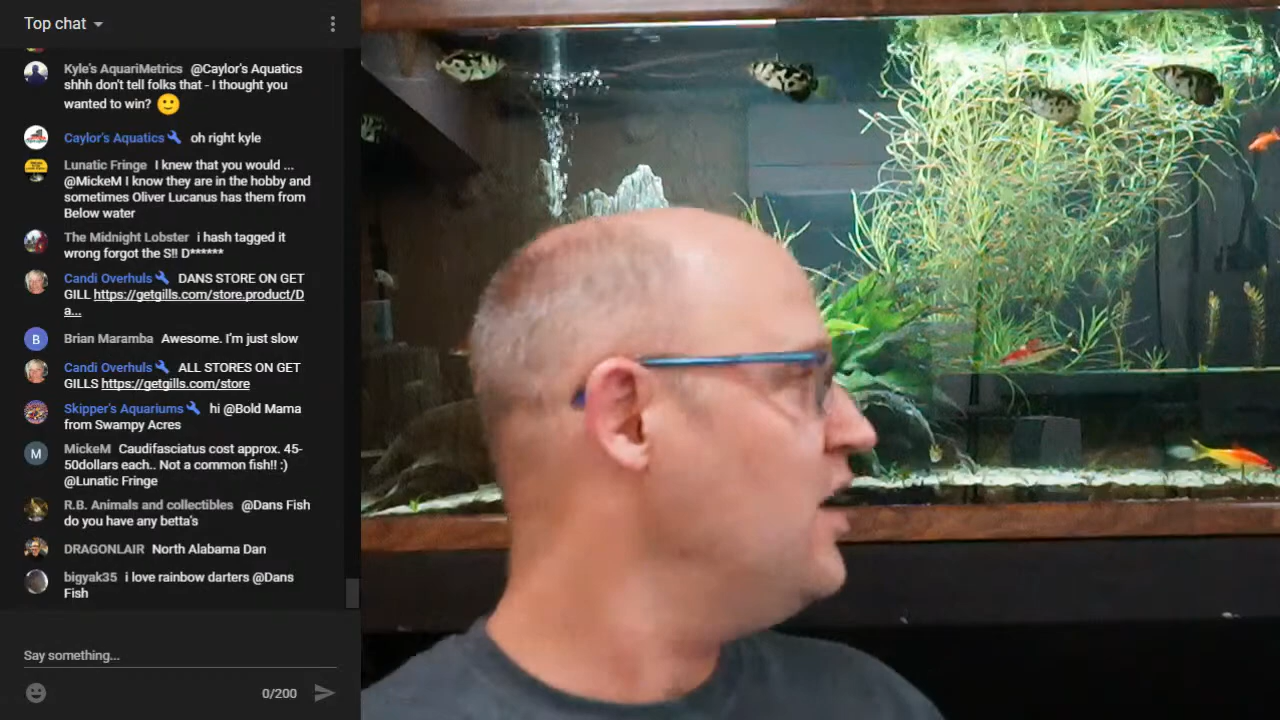 Top chat
Kyle's AquariMetrics @Caylor's Aquatics
shhh don't tell folks that - I thought you
wanted to win?
Caylor's Aquatics oh right kyle
Lunatic Fringe I knew that you would ...
@MickeM I know they are in the hobby and
sometimes Oliver Lucanus has them from
Below water
The Midnight Lobster i hash tagged it
wrong forgot the S!! D******
Candi Overhuls DANS STORE ON GET
GILL https://getgills.com/store.product/D
a...
B
Brian Maramba Awesome. I'm just slow
Candi Overhuls ALL STORES ON GET
GILLS https://getgills.com/store
Skipper's Aquariums hi @Bold Mama
from Swampy Acres
M
MickeM Caudifasciatus cost approx. 45-
50dollars each.. Not a common fish!! :)
@Lunatic Fringe
R.B. Animals and collectibles @Dans Fish
do you have any betta's
DRAGONLAIR North Alabama Dan
bigyak35 i love rainbow darters @Dans
Fish
Say something...
0/200